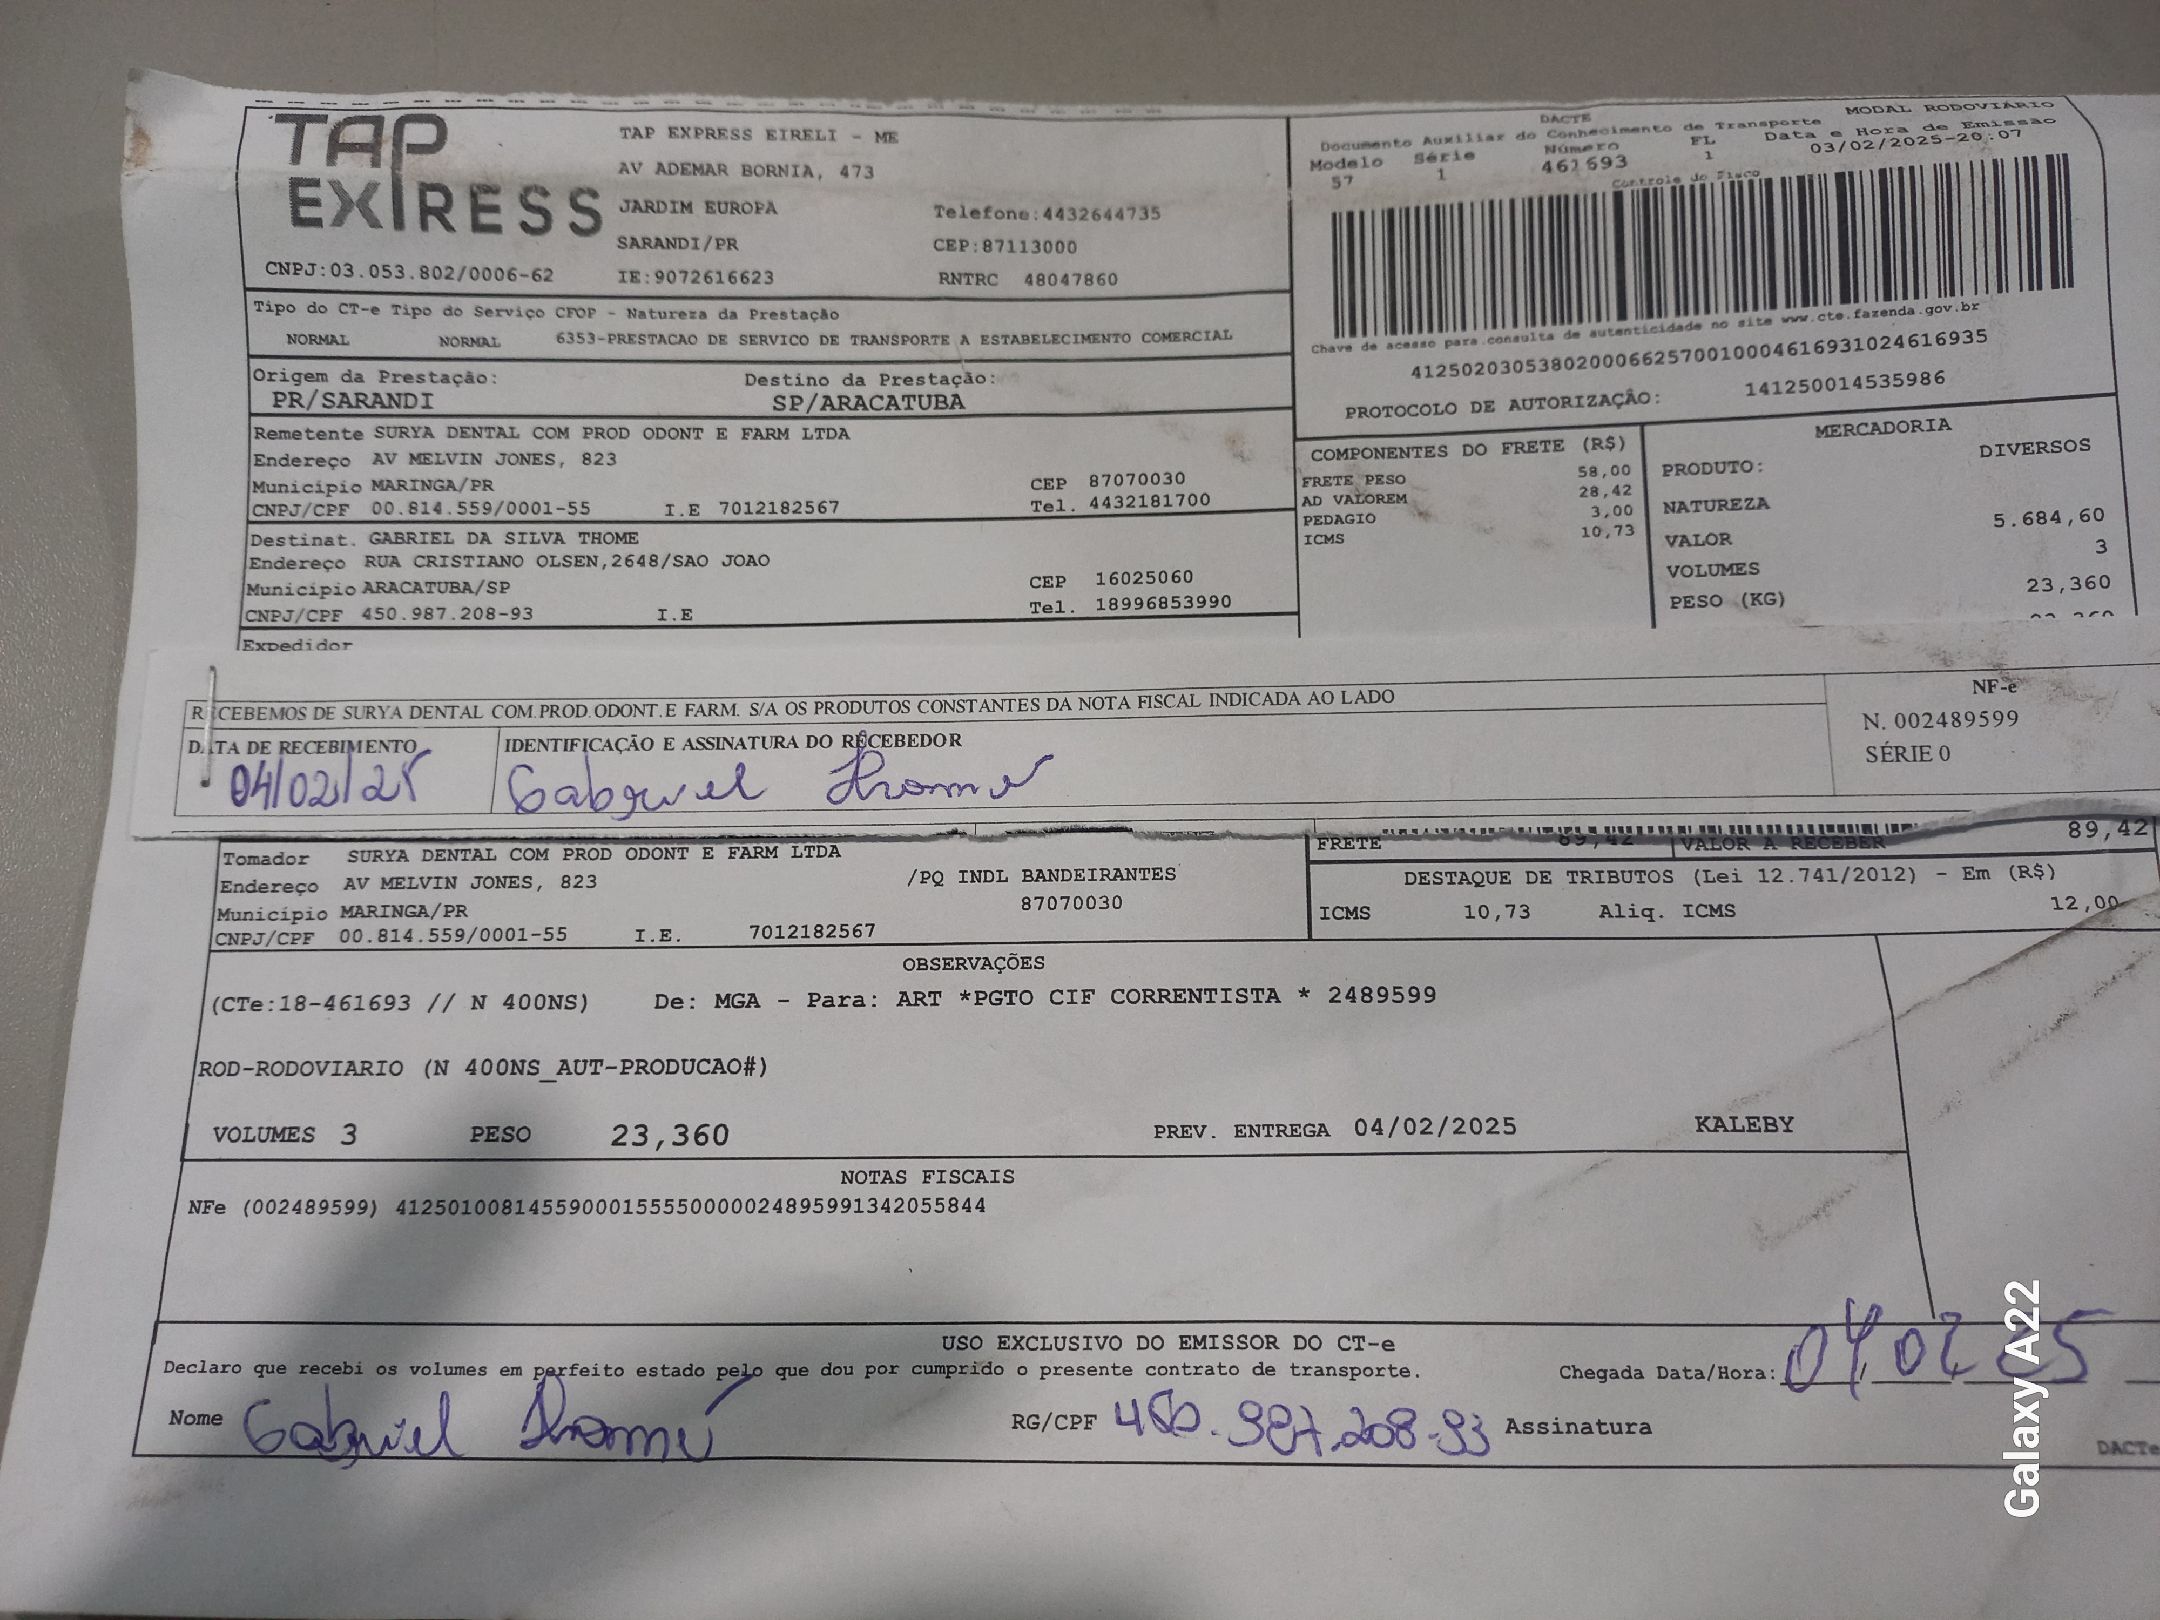 TAP EXPRESS
TAP EXPRESS EIRELI - ME
AV ADEMAR BORNIA, 473
JARDIM EUROPA Telefone:4432644735
SARANDI/PR CEP:87113000
CNPJ:03.053.802/0006-62 IE:9072616623 RNTRC 48047860
DACTE MODAL RODOVIÁRIO
Documento Auxiliar do Conhecimento de Transporte
Modelo Série Número FL Data e Hora de Emissão
57 1 461693 1 03/02/2025-20:07
Controle do Fisco
Chave de acesso para consulta de autenticidade no site www.cte.fazenda.gov.br
41250203053802000662570010004616931024616935
PROTOCOLO DE AUTORIZAÇÃO: 141250014535986
Tipo do CT-e Tipo do Serviço CFOP - Natureza da Prestação
NORMAL NORMAL 6353-PRESTACAO DE SERVICO DE TRANSPORTE A ESTABELECIMENTO COMERCIAL
Origem da Prestação: Destino da Prestação:
PR/SARANDI SP/ARACATUBA
Remetente SURYA DENTAL COM PROD ODONT E FARM LTDA
Endereço AV MELVIN JONES, 823
Município MARINGA/PR CEP 87070030
CNPJ/CPF 00.814.559/0001-55 I.E 7012182567 Tel. 4432181700
Destinat. GABRIEL DA SILVA THOME
Endereço RUA CRISTIANO OLSEN,2648/SAO JOAO
Município ARACATUBA/SP CEP 16025060
CNPJ/CPF 450.987.208-93 I.E Tel. 18996853990
Expedidor
COMPONENTES DO FRETE (R$)
FRETE PESO 58,00
AD VALOREM 28,42
PEDAGIO 3,00
ICMS 10,73
MERCADORIA
PRODUTO: DIVERSOS
NATUREZA
VALOR 5.684,60
VOLUMES 3
PESO (KG) 23,360
RECEBEMOS DE SURYA DENTAL COM.PROD.ODONT.E FARM. S/A OS PRODUTOS CONSTANTES DA NOTA FISCAL INDICADA AO LADO
DATA DE RECEBIMENTO IDENTIFICAÇÃO E ASSINATURA DO RECEBEDOR
04/02/25 Gabriel Thomé
NF-e
N. 002489599
SÉRIE 0
Tomador SURYA DENTAL COM PROD ODONT E FARM LTDA
Endereço AV MELVIN JONES, 823 /PQ INDL BANDEIRANTES
Município MARINGA/PR 87070030
CNPJ/CPF 00.814.559/0001-55 I.E. 7012182567
FRETE 89,42 VALOR A RECEBER 89,42
DESTAQUE DE TRIBUTOS (Lei 12.741/2012) - Em (R$)
ICMS 10,73 Aliq. ICMS 12,00
OBSERVAÇÕES
(CTe:18-461693 // N 400NS) De: MGA - Para: ART *PGTO CIF CORRENTISTA * 2489599
ROD-RODOVIARIO (N 400NS_AUT-PRODUCAO#)
VOLUMES 3 PESO 23,360 PREV. ENTREGA 04/02/2025 KALEBY
NOTAS FISCAIS
NFe (002489599) 41250100814559000155550000024895991342055844
USO EXCLUSIVO DO EMISSOR DO CT-e
Declaro que recebi os volumes em perfeito estado pelo que dou por cumprido o presente contrato de transporte. Chegada Data/Hora: 04 02 25
Nome Gabriel Thomé RG/CPF 450.987.208-93 Assinatura
DACTe
Galaxy A22